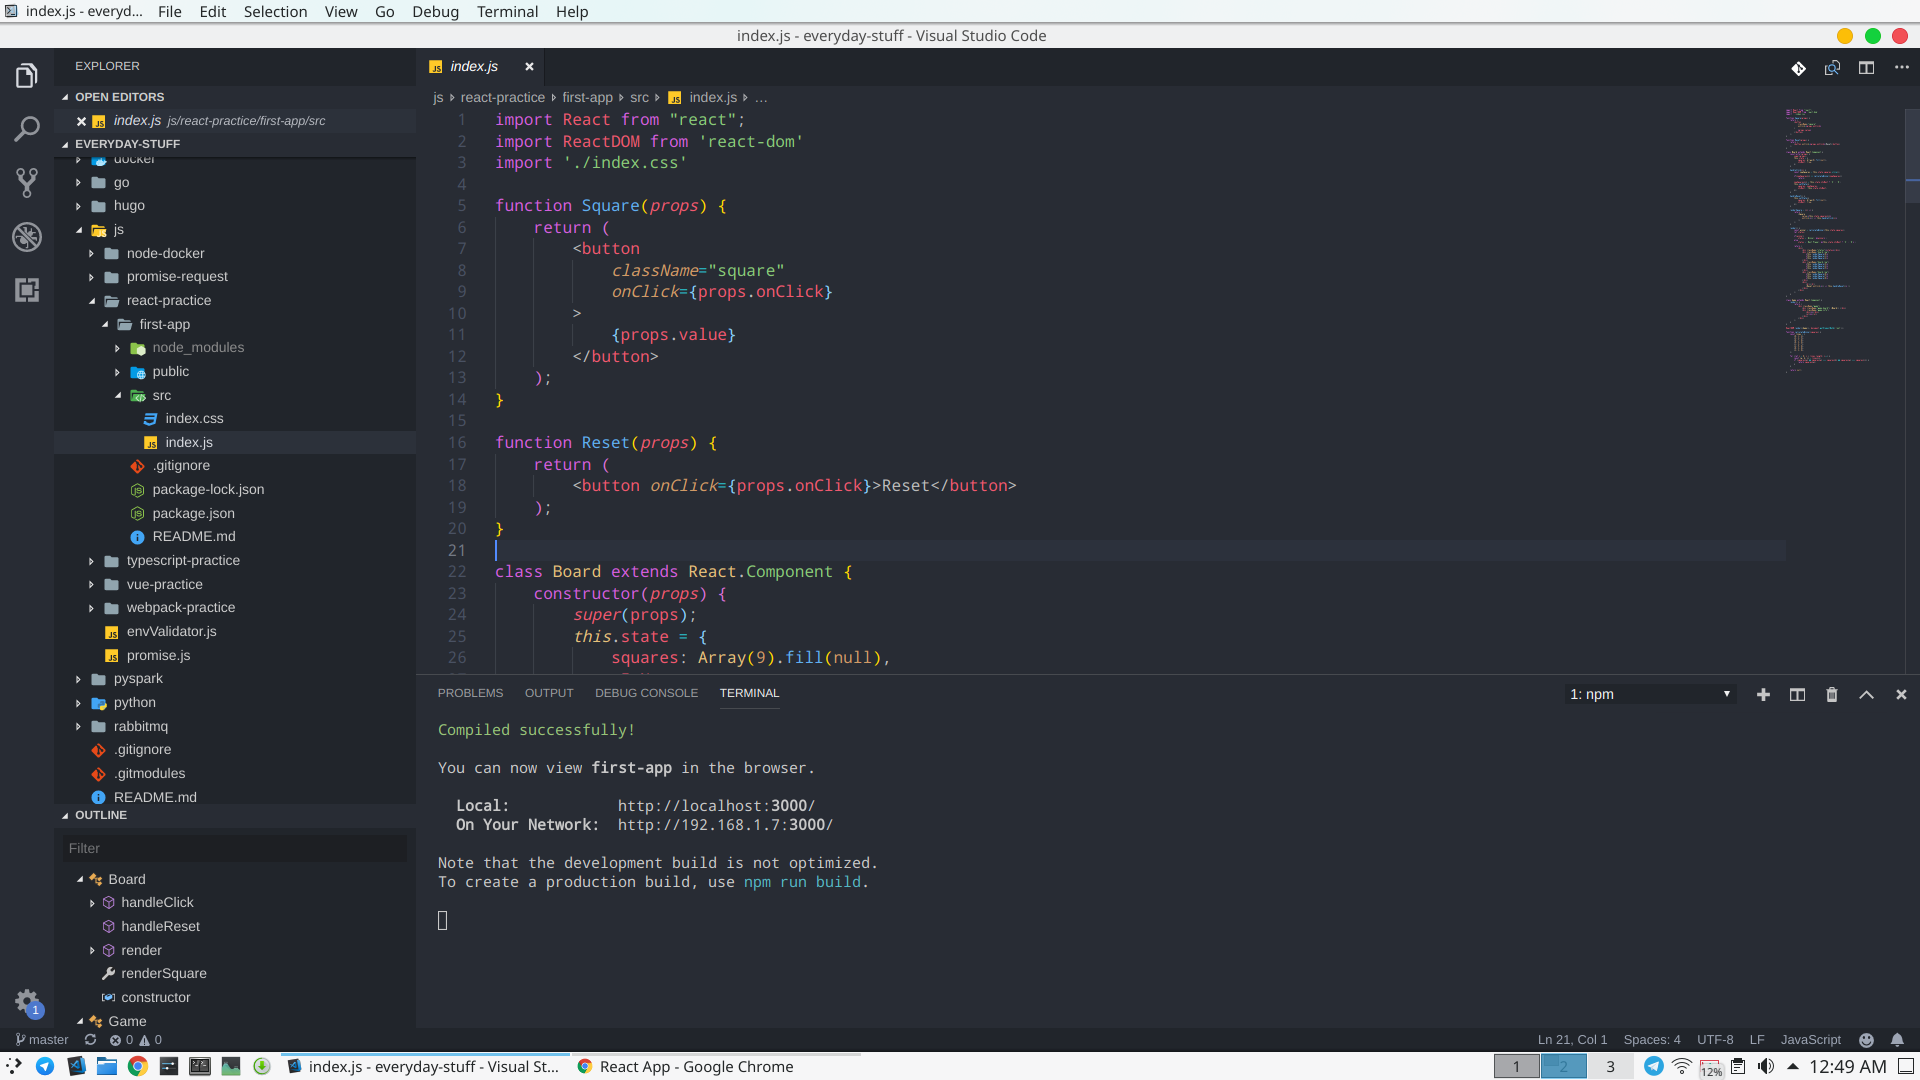 index.js - everyd... File Edit Selection View Go Debug Terminal Help
index.js - everyday-stuff - Visual Studio Code
EXPLORER
OPEN EDITORS
index.js js/react-practice/first-app/src
EVERYDAY-STUFF
docker
go
hugo
js
node-docker
promise-request
react-practice
first-app
node_modules
public
src
index.css
index.js
.gitignore
package-lock.json
package.json
README.md
typescript-practice
vue-practice
webpack-practice
envValidator.js
promise.js
pyspark
python
rabbitmq
.gitignore
.gitmodules
README.md
OUTLINE
Filter
Board
handleClick
handleReset
render
renderSquare
constructor
Game
index.js
js react-practice first-app src index.js ...
1 import React from "react";
2 import ReactDOM from 'react-dom'
3 import './index.css'
4
5 function Square(props) {
6 return (
7 <button
8 className="square"
9 onClick={props.onClick}
10 >
11 {props.value}
12 </button>
13 );
14 }
15
16 function Reset(props) {
17 return (
18 <button onClick={props.onClick}>Reset</button>
19 );
20 }
21
22 class Board extends React.Component {
23 constructor(props) {
24 super(props);
25 this.state = {
26 squares: Array(9).fill(null),
PROBLEMS OUTPUT DEBUG CONSOLE TERMINAL 1: npm
Compiled successfully!
You can now view first-app in the browser.
Local: http://localhost:3000/
On Your Network: http://192.168.1.7:3000/
Note that the development build is not optimized.
To create a production build, use npm run build.
1
master 0 0 Ln 21, Col 1 Spaces: 4 UTF-8 LF JavaScript
index.js - everyday-stuff - Visual St... React App - Google Chrome 1 2 3 12% 12:49 AM